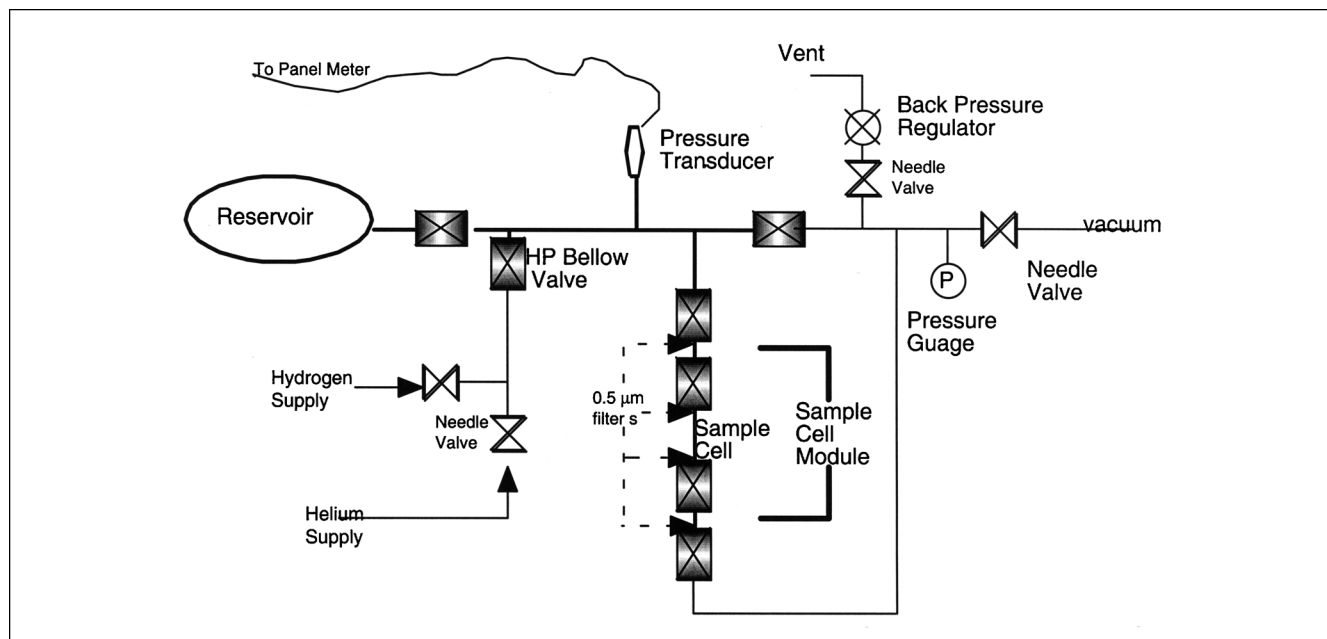 To Panel Meter
Vent
Back Pressure
Regulator
Pressure
Transducer
Needle
Valve
Reservoir
vacuum
HP Bellow
Valve
Needle
Valve
P
Pressure
Guage
Hydrogen
Supply
0.5 µm
filter s
Sample
Cell
Sample
Cell
Module
Needle
Valve
Helium
Supply